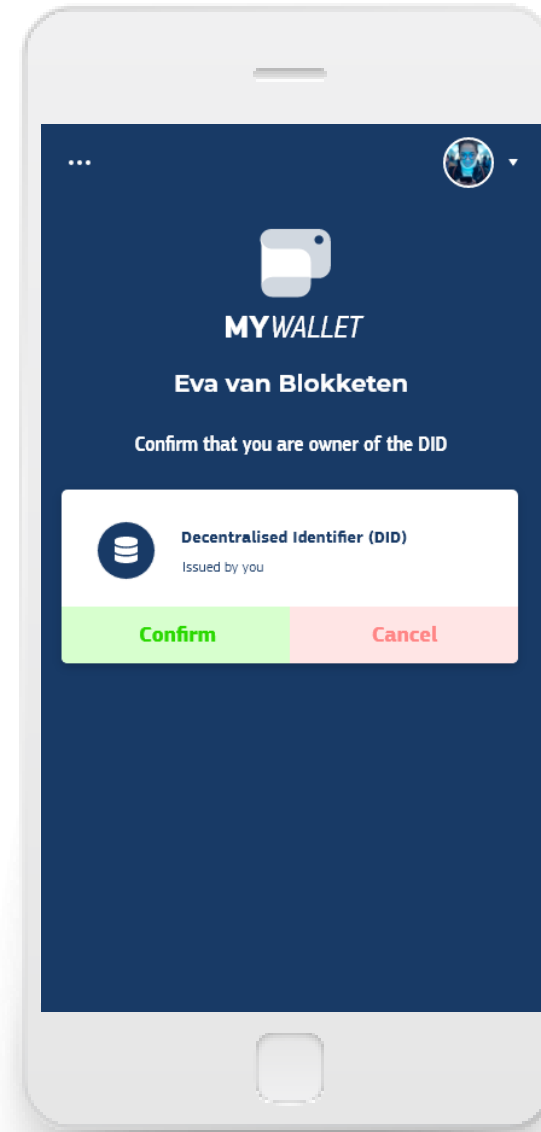 MYWALLET
Eva van Blokketen
Confirm that you are owner of the DID
Decentralised Identifier (DID)
Issued by you
Confirm Cancel